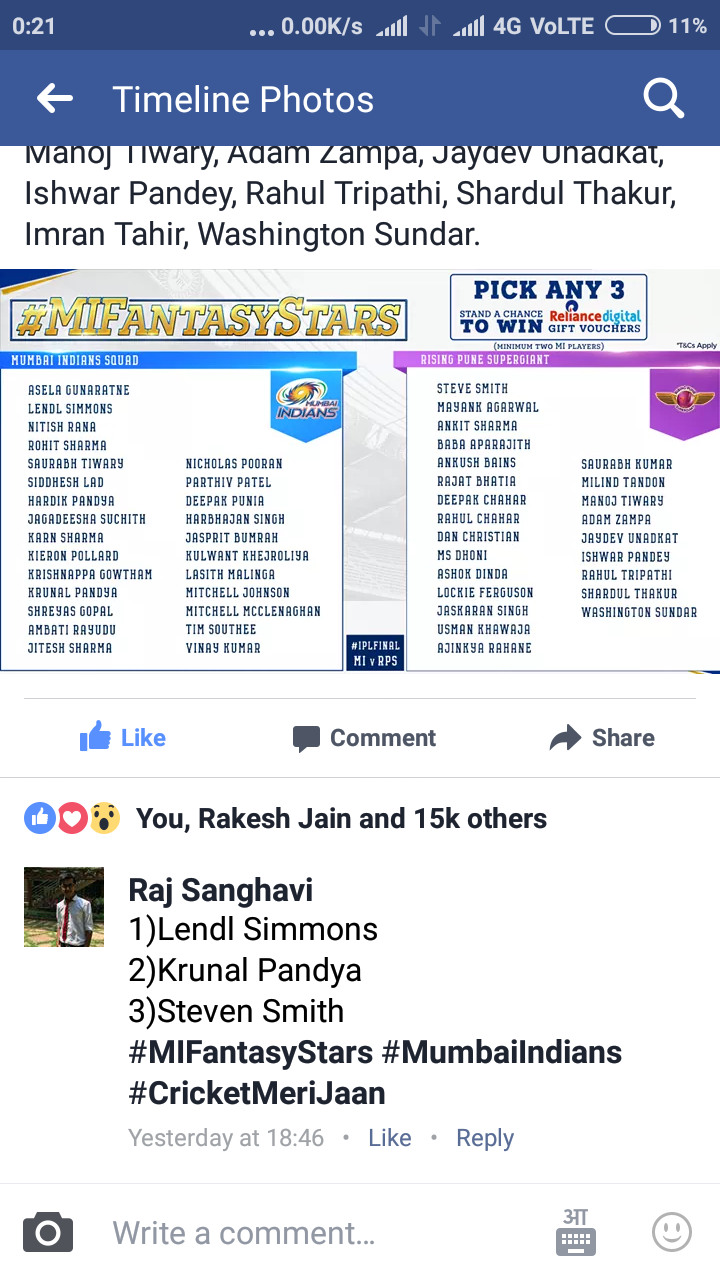 0:21 ... 0.00K/s 4G VoLTE 11%
Timeline Photos
Manoj Tiwary, Adam Zampa, Jaydev Unadkat,
Ishwar Pandey, Rahul Tripathi, Shardul Thakur,
Imran Tahir, Washington Sundar.
#MIFANTASYSTARS
PICK ANY 3
STAND A CHANCE
TO WIN
Reliance digital
GIFT VOUCHERS
(MINIMUM TWO MI PLAYERS)
*T&Cs Apply
MUMBAI INDIANS SQUAD
MUMBAI
INDIANS
ASELA GUNARATNE
LENDL SIMMONS
NITISH RANA
ROHIT SHARMA
SAURABH TIWARY
SIDDHESH LAD
HARDIK PANDYA
JAGADEESHA SUCHITH
KARN SHARMA
KIERON POLLARD
KRISHNAPPA GOWTHAM
KRUNAL PANDYA
SHREYAS GOPAL
AMBATI RAYUDU
JITESH SHARMA
NICHOLAS POORAN
PARTHIV PATEL
DEEPAK PUNIA
HARBHAJAN SINGH
JASPRIT BUMRAH
KULWANT KHEJROLIYA
LASITH MALINGA
MITCHELL JOHNSON
MITCHELL MCCLENAGHAN
TIM SOUTHEE
VINAY KUMAR
#IPLFINAL
MI v RPS
RISING PUNE SUPERGIANT
STEVE SMITH
MAYANK AGARWAL
ANKIT SHARMA
BABA APARAJITH
ANKUSH BAINS
RAJAT BHATIA
DEEPAK CHAHAR
RAHUL CHAHAR
DAN CHRISTIAN
MS DHONI
ASHOK DINDA
LOCKIE FERGUSON
JASKARAN SINGH
USMAN KHAWAJA
AJINKYA RAHANE
SAURABH KUMAR
MILIND TANDON
MANOJ TIWARY
ADAM ZAMPA
JAYDEV UNADKAT
ISHWAR PANDEY
RAHUL TRIPATHI
SHARDUL THAKUR
WASHINGTON SUNDAR
Like Comment Share
You, Rakesh Jain and 15k others
Raj Sanghavi
1)Lendl Simmons
2)Krunal Pandya
3)Steven Smith
#MIFantasyStars #MumbaiIndians
#CricketMeriJaan
Yesterday at 18:46 • Like • Reply
Write a comment... आ